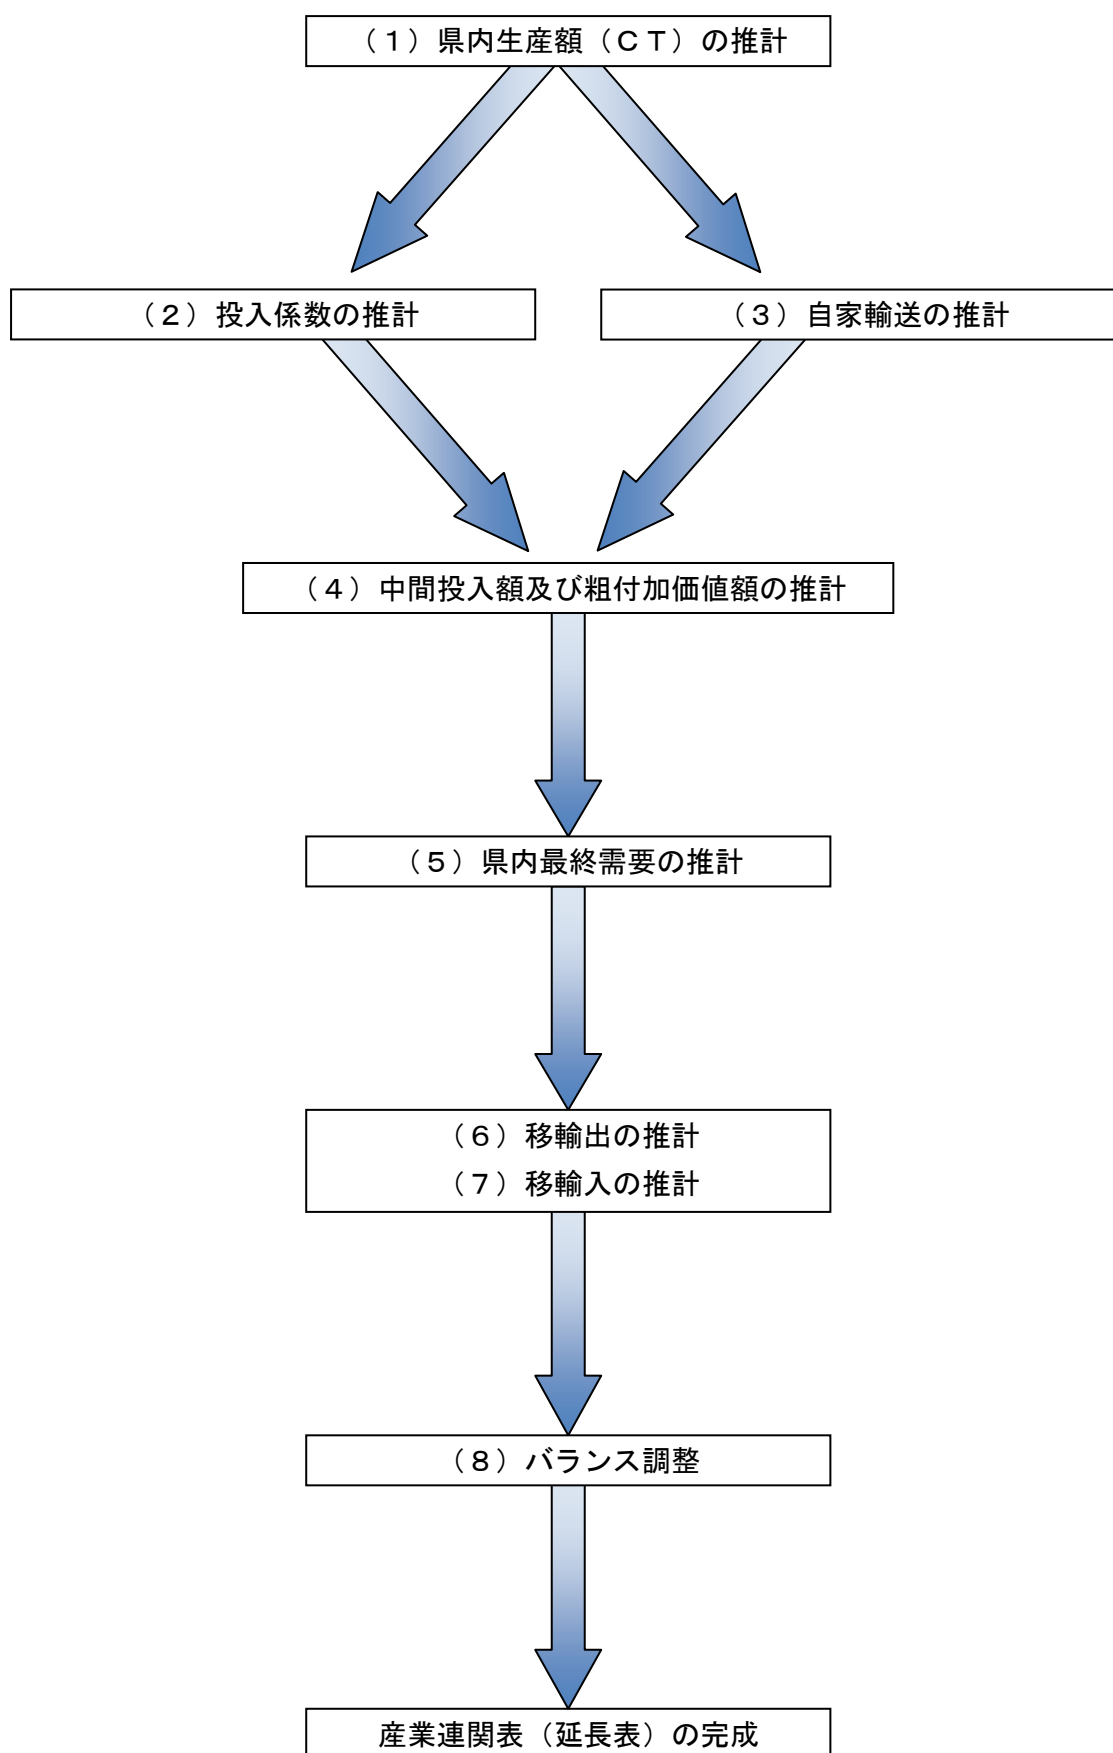 （１）県内生産額（ＣＴ）の推計
（２）投入係数の推計
（３）自家輸送の推計
（４）中間投入額及び粗付加価値額の推計
（５）県内最終需要の推計
（６）移輸出の推計
（７）移輸入の推計
（８）バランス調整
産業連関表（延長表）の完成